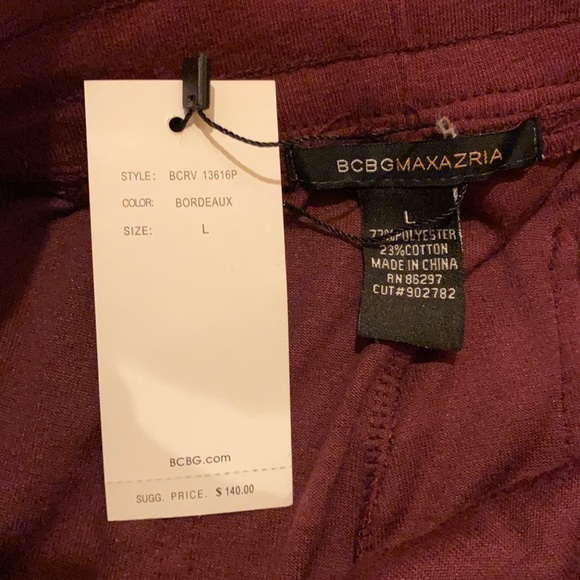 STYLE: BCRV 13616P
COLOR: BORDEAUX
SIZE: L
BCBG.com
SUGG. PRICE. $ 140.00
BCBGMAXAZRIA
L
77%POLYESTER
23%COTTON
MADE IN CHINA
RN 86297
CUT#902782